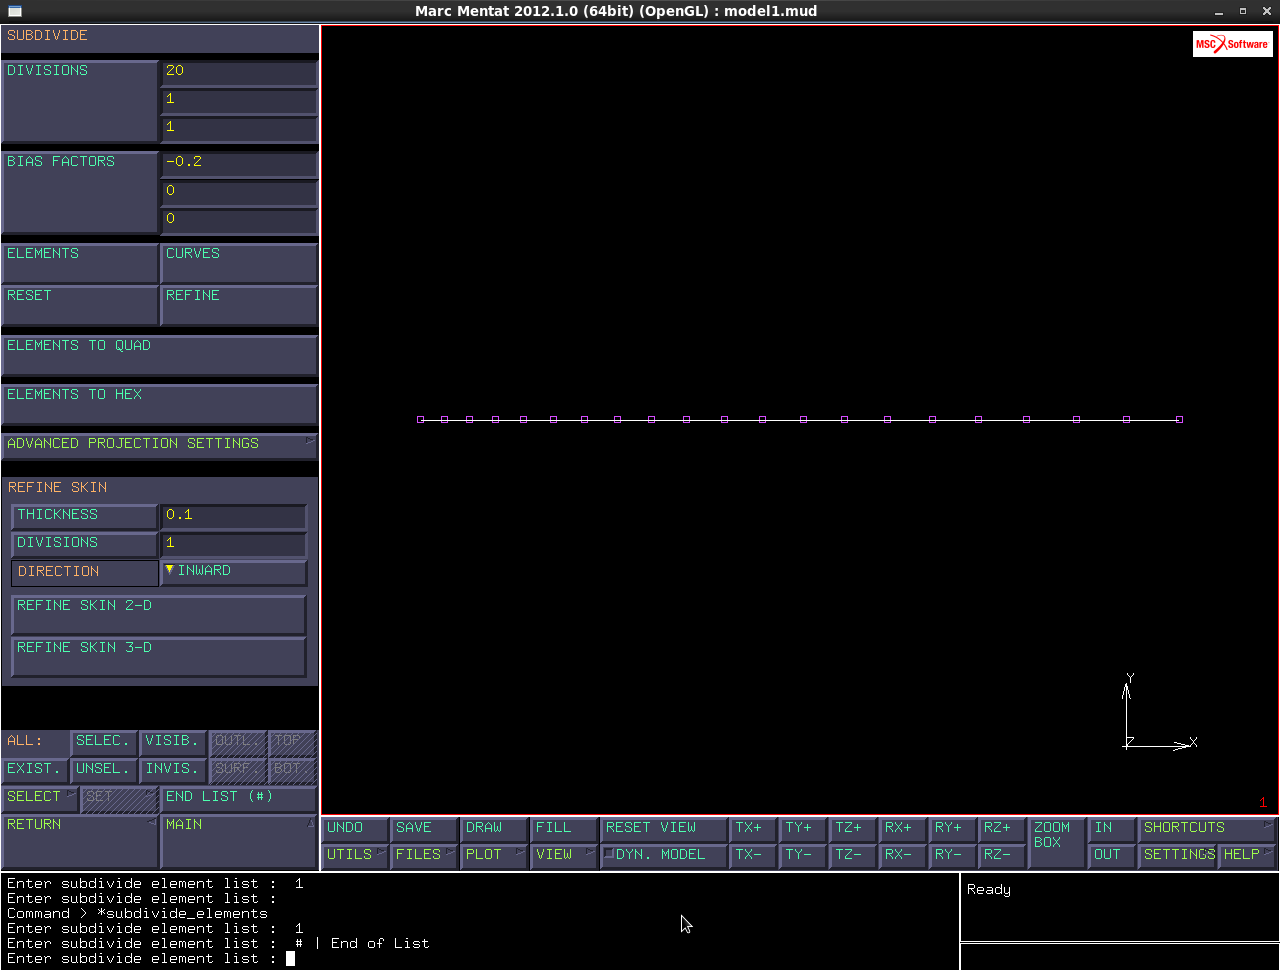 Marc Mentat 2012.1.0 (64bit) (OpenGL) : model1.mud
SUBDIVIDE
DIVISIONS 20
1
1
BIAS FACTORS -0.2
0
0
ELEMENTS CURVES
RESET REFINE
ELEMENTS TO QUAD
ELEMENTS TO HEX
ADVANCED PROJECTION SETTINGS
REFINE SKIN
THICKNESS 0.1
DIVISIONS 1
DIRECTION INWARD
REFINE SKIN 2-D
REFINE SKIN 3-D
ALL: SELEC. VISIB. OUTL. TOP
EXIST. UNSEL. INVIS. SURF. BOT.
SELECT SET END LIST (#)
RETURN MAIN
MSC Software
Y
Z X
1
UNDO SAVE DRAW FILL RESET VIEW TX+ TY+ TZ+ RX+ RY+ RZ+ ZOOM BOX IN SHORTCUTS
UTILS FILES PLOT VIEW DYN. MODEL TX- TY- TZ- RX- RY- RZ- OUT SETTINGS HELP
Enter subdivide element list : 1
Enter subdivide element list :
Command > *subdivide_elements
Enter subdivide element list : 1
Enter subdivide element list : # | End of List
Enter subdivide element list :
Ready